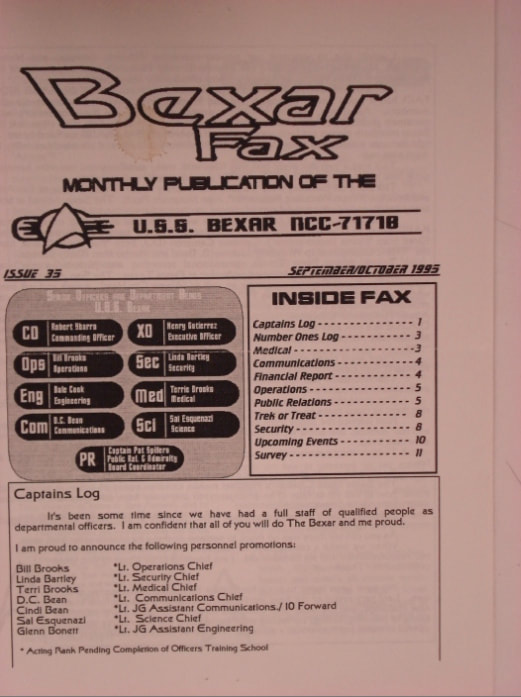 Bexar
Fax
MONTHLY PUBLICATION OF THE
U.S.S. BEXAR NCC-71718
ISSUE 35
SEPTEMBER/OCTOBER 1995
Senior Officers and Department Heads
U.S.S. Bexar
CO Robert Ybarra
Commanding Officer
XO Henry Gutierrez
Executive Officer
Ops Bill Brooks
Operations
Sec Linda Bartley
Security
Eng Dale Cook
Engineering
Med Terrie Brooks
Medical
Com D.C. Bean
Communications
Sci Sal Esquenazi
Science
PR Captain Pat Spillers
Public Rel. & Admiralty
Board Coordinator
INSIDE FAX
Captains Log - - - - - - - - - - - - - - - 1
Number Ones Log - - - - - - - - - - - 3
Medical - - - - - - - - - - - - - - - - - - -3
Communications - - - - - - - - - - - - 4
Financial Report - - - - - - - - - - - - 4
Operations - - - - - - - - - - - - - - - - 5
Public Relations - - - - - - - - - - - - 5
Trek or Treat - - - - - - - - - - - - - - 8
Security - - - - - - - - - - - - - - - - - - 8
Upcoming Events - - - - - - - - - - - 10
Survey - - - - - - - - - - - - - - - - - - - 11
Captains Log
It's been some time since we have had a full staff of qualified people as
departmental officers. I am confident that all of you will do The Bexar and me proud.
I am proud to announce the following personnel promotions:
Bill Brooks *Lt. Operations Chief
Linda Bartley *Lt. Security Chief
Terri Brooks *Lt. Medical Chief
D.C. Bean *Lt. Communications Chief
Cindi Bean *Lt. JG Assistant Communications./ 10 Forward
Sal Esquenazi *Lt. Science Chief
Glenn Bonett *Lt. JG Assistant Engineering
* Acting Rank Pending Completion of Officers Training School